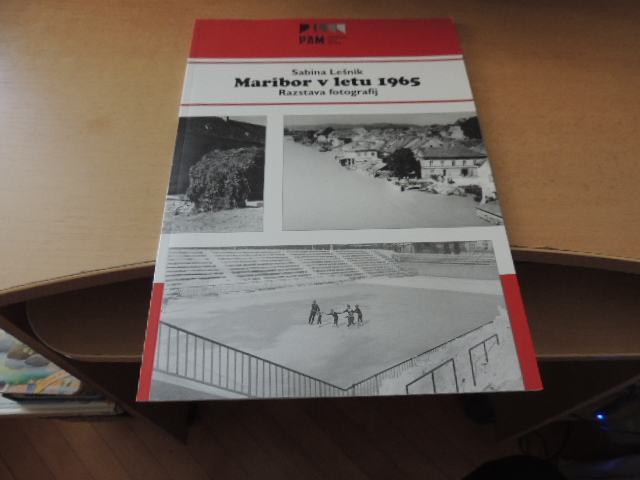 PAM
Sabina Lešnik
Maribor v letu 1965
Razstava fotografij